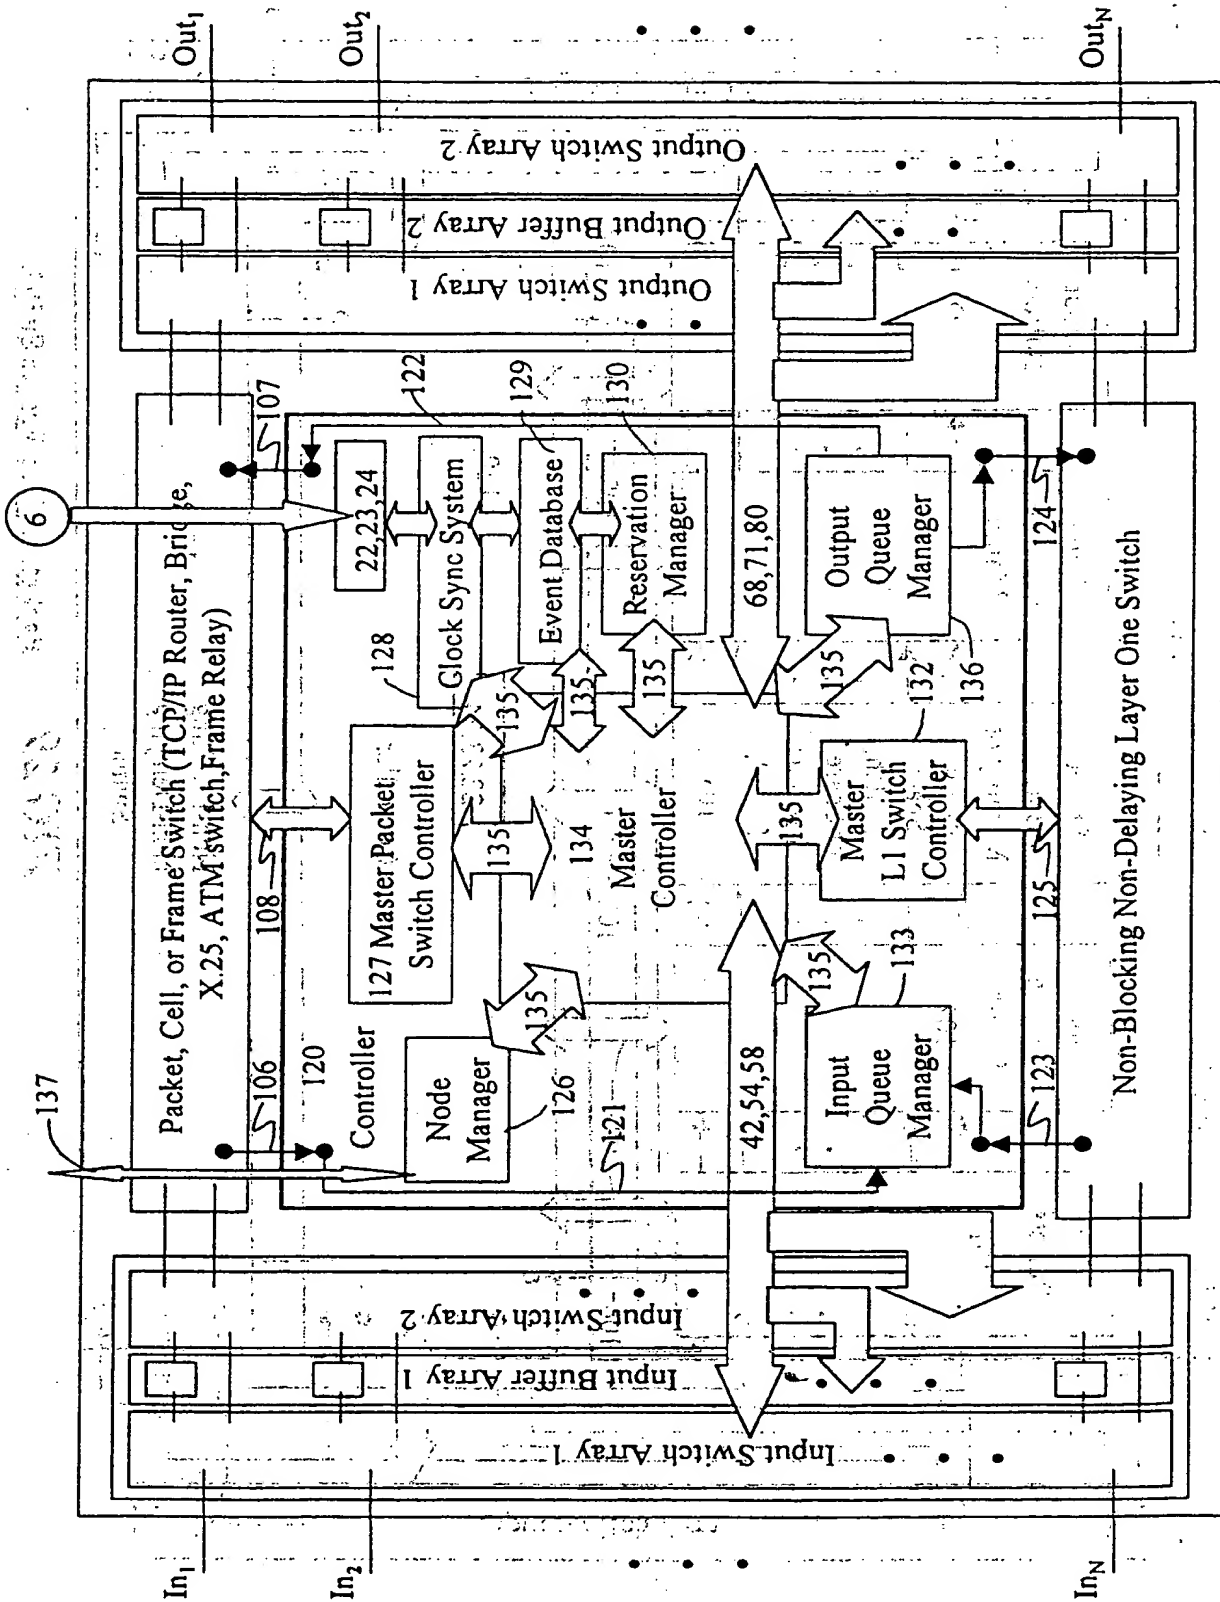 6
137
Packet, Cell, or Frame Switch (TCP/IP Router, Bridge,
X.25, ATM switch,Frame Relay)
106
108
107
120
Controller
Node
Manager
126
121
127 Master Packet
Switch Controller
128
22,23,24
Clock Sync System
122
Event Database
129
Reservation
Manager
130
135
135
135
135
135
134
Master
Controller
42,54,58
68,71,80
135
135
135
Input
Queue
Manager
133
Master
L1 Switch
Controller
132
Output
Queue
Manager
136
123
125
124
Non-Blocking Non-Delaying Layer One Switch
In1
In2
InN
Input Switch Array 1
Input Buffer Array 1
Input Switch Array 2
Output Switch Array 1
Output Buffer Array 2
Output Switch Array 2
Out1
Out2
OutN